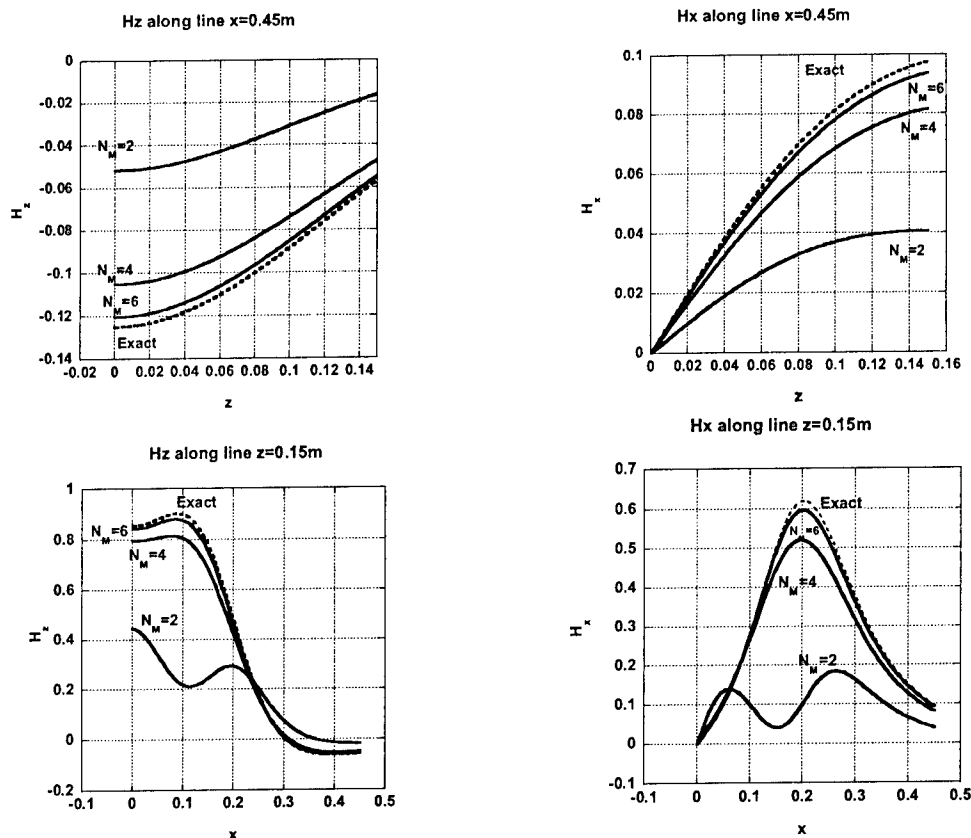 Hz along line x=0.45m
0
-0.02
-0.04
-0.06
-0.08
-0.1
-0.12
-0.14
H_z
N_M=2
N_M=4
N_M=6
Exact
-0.02 0 0.02 0.04 0.06 0.08 0.1 0.12 0.14
z
Hx along line x=0.45m
0.1
0.08
0.06
0.04
0.02
0
H_x
Exact
N_M=6
N_M=4
N_M=2
0 0.02 0.04 0.06 0.08 0.1 0.12 0.14 0.16
z
Hz along line z=0.15m
1
0.8
0.6
0.4
0.2
0
-0.2
H_z
Exact
N_M=6
N_M=4
N_M=2
-0.1 0 0.1 0.2 0.3 0.4 0.5
x
Hx along line z=0.15m
0.7
0.6
0.5
0.4
0.3
0.2
0.1
0
-0.1
H_x
Exact
N_=6
N_M=4
N_M=2
-0.1 0 0.1 0.2 0.3 0.4 0.5
x